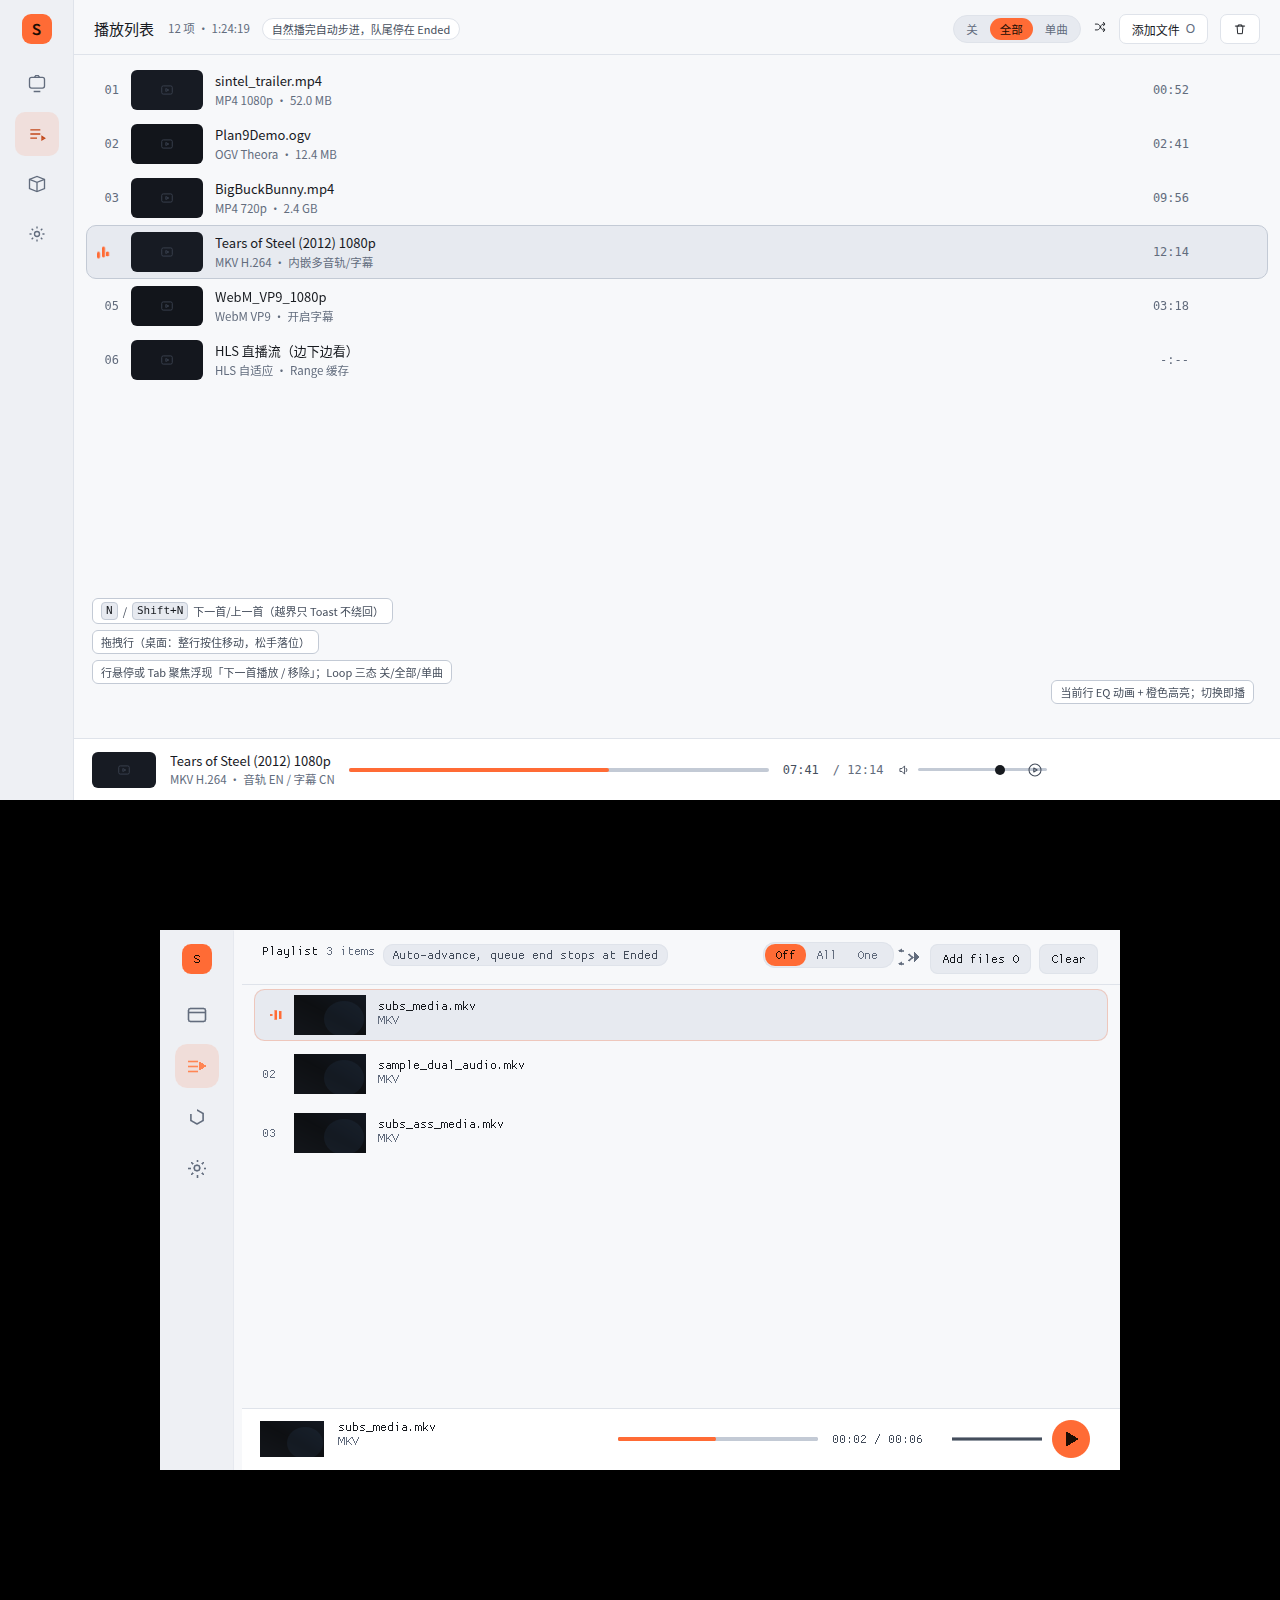 S
播放列表 12 项 · 1:24:19 自然播完自动步进，队尾停在 Ended 关 全部 单曲 添加文件 O
01 sintel_trailer.mp4 00:52
MP4 1080p · 52.0 MB
02 Plan9Demo.ogv 02:41
OGV Theora · 12.4 MB
03 BigBuckBunny.mp4 09:56
MP4 720p · 2.4 GB
Tears of Steel (2012) 1080p 12:14
MKV H.264 · 内嵌多音轨/字幕
05 WebM_VP9_1080p 03:18
WebM VP9 · 开启字幕
06 HLS 直播流（边下边看） -:--
HLS 自适应 · Range 缓存
N / Shift+N 下一首/上一首（越界只 Toast 不绕回）
拖拽行（桌面：整行按住移动，松手落位）
行悬停或 Tab 聚焦浮现「下一首播放 / 移除」；Loop 三态 关/全部/单曲
当前行 EQ 动画 + 橙色高亮；切换即播
Tears of Steel (2012) 1080p
MKV H.264 · 音轨 EN / 字幕 CN
07:41 / 12:14
S
Playlist 3 items Auto-advance, queue end stops at Ended Off All One Add files O Clear
subs_media.mkv
MKV
02 sample_dual_audio.mkv
MKV
03 subs_ass_media.mkv
MKV
subs_media.mkv
MKV
00:02 / 00:06